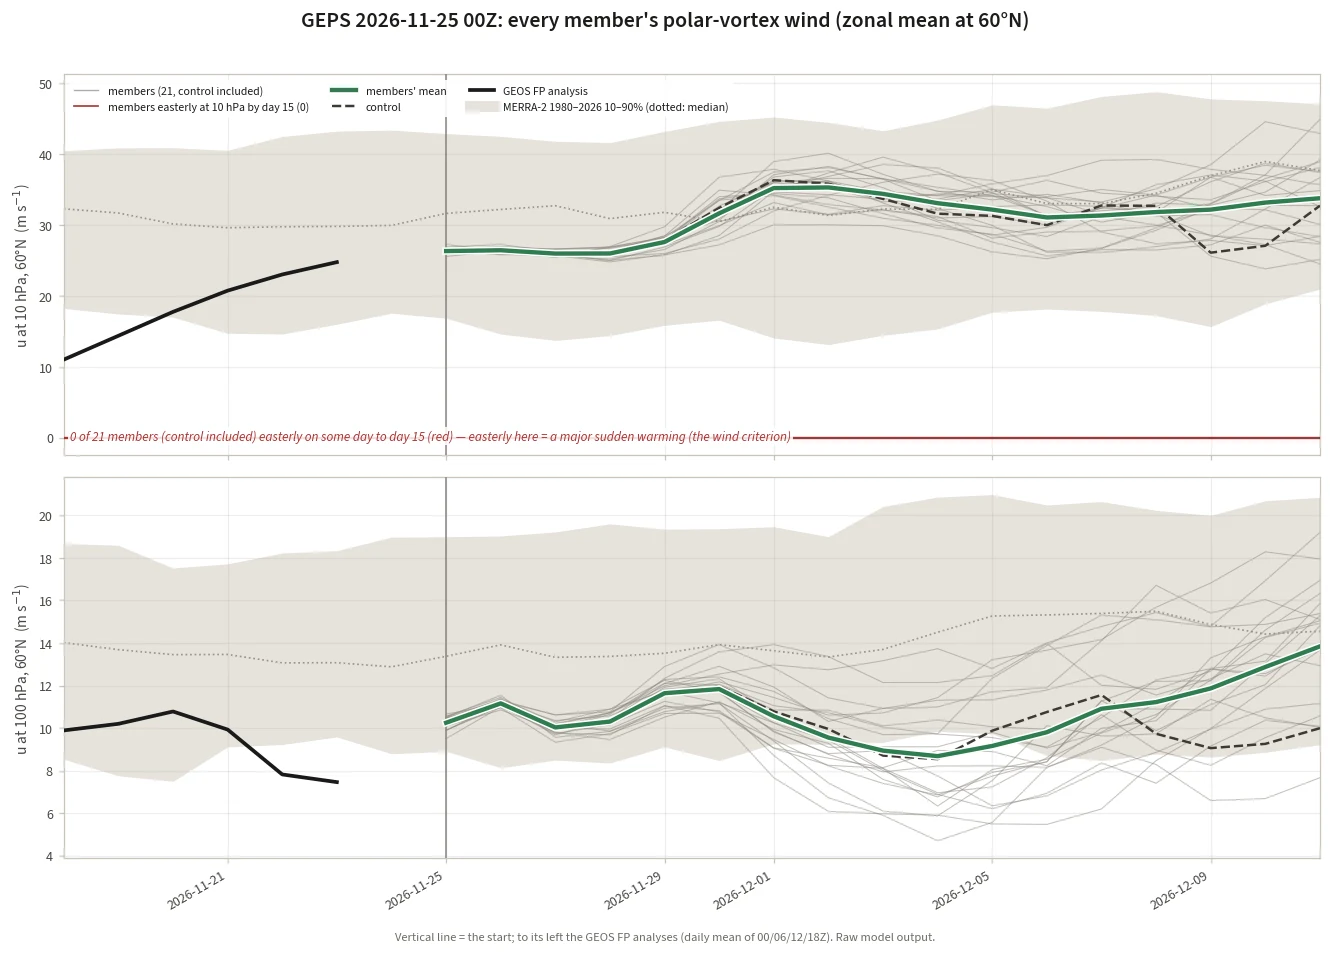 GEPS 2026-11-25 00Z: every member's polar-vortex wind (zonal mean at 60°N)
members (21, control included)
members' mean
GEOS FP analysis
members easterly at 10 hPa by day 15 (0)
control
MERRA-2 1980–2026 10–90% (dotted: median)
u at 10 hPa, 60°N (m s⁻¹)
50
40
30
20
10
0
0 of 21 members (control included) easterly on some day to day 15 (red) — easterly here = a major sudden warming (the wind criterion)
u at 100 hPa, 60°N (m s⁻¹)
20
18
16
14
12
10
8
6
4
2026-11-21
2026-11-25
2026-11-29
2026-12-01
2026-12-05
2026-12-09
Vertical line = the start; to its left the GEOS FP analyses (daily mean of 00/06/12/18Z). Raw model output.